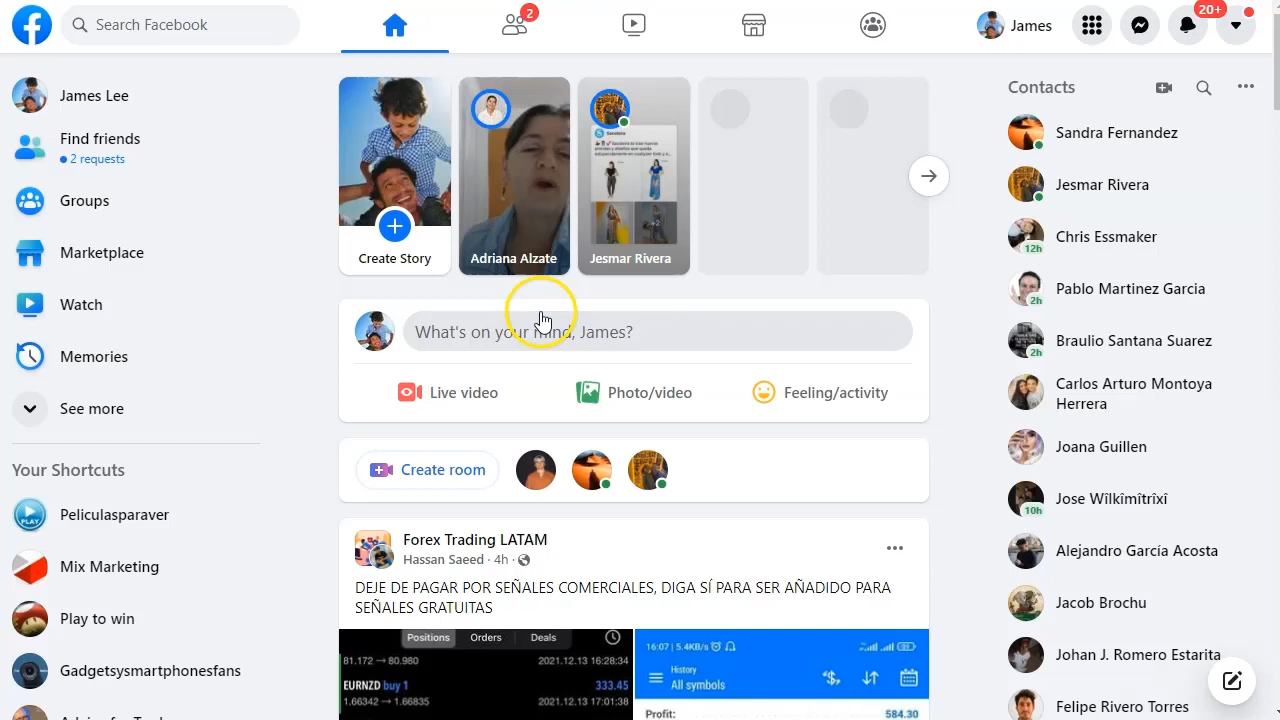 Search Facebook
2
James
20+
James Lee
Find friends
2 requests
Groups
Marketplace
Watch
Memories
See more
Your Shortcuts
PLAY
Peliculasparaver
Mix Marketing
Play to win
Gadgetsysmartphonesfans
Create Story
Adriana Alzate
Jesmar Rivera
What's on your mind, James?
Live video
Photo/video
Feeling/activity
Create room
Forex Trading LATAM
Hassan Saeed · 4h ·
DEJE DE PAGAR POR SEÑALES COMERCIALES, DIGA SÍ PARA SER AÑADIDO PARA
SEÑALES GRATUITAS
Positions Orders Deals
81.172 → 80.980 2021.12.13 16:28:34
EURNZD buy 1 333.45
1.66342 → 1.66835 2021.12.13 17:01:38
16:07 | 5.4KB/s
History
All symbols
Profit: 584.30
Contacts
Sandra Fernandez
Jesmar Rivera
Chris Essmaker
12h
Pablo Martinez Garcia
2h
Braulio Santana Suarez
2h
Carlos Arturo Montoya
Herrera
Joana Guillen
Jose Wîlkîmîtrîxî
10h
Alejandro García Acosta
Jacob Brochu
Johan J. Romero Estarita
Felipe Rivero Torres